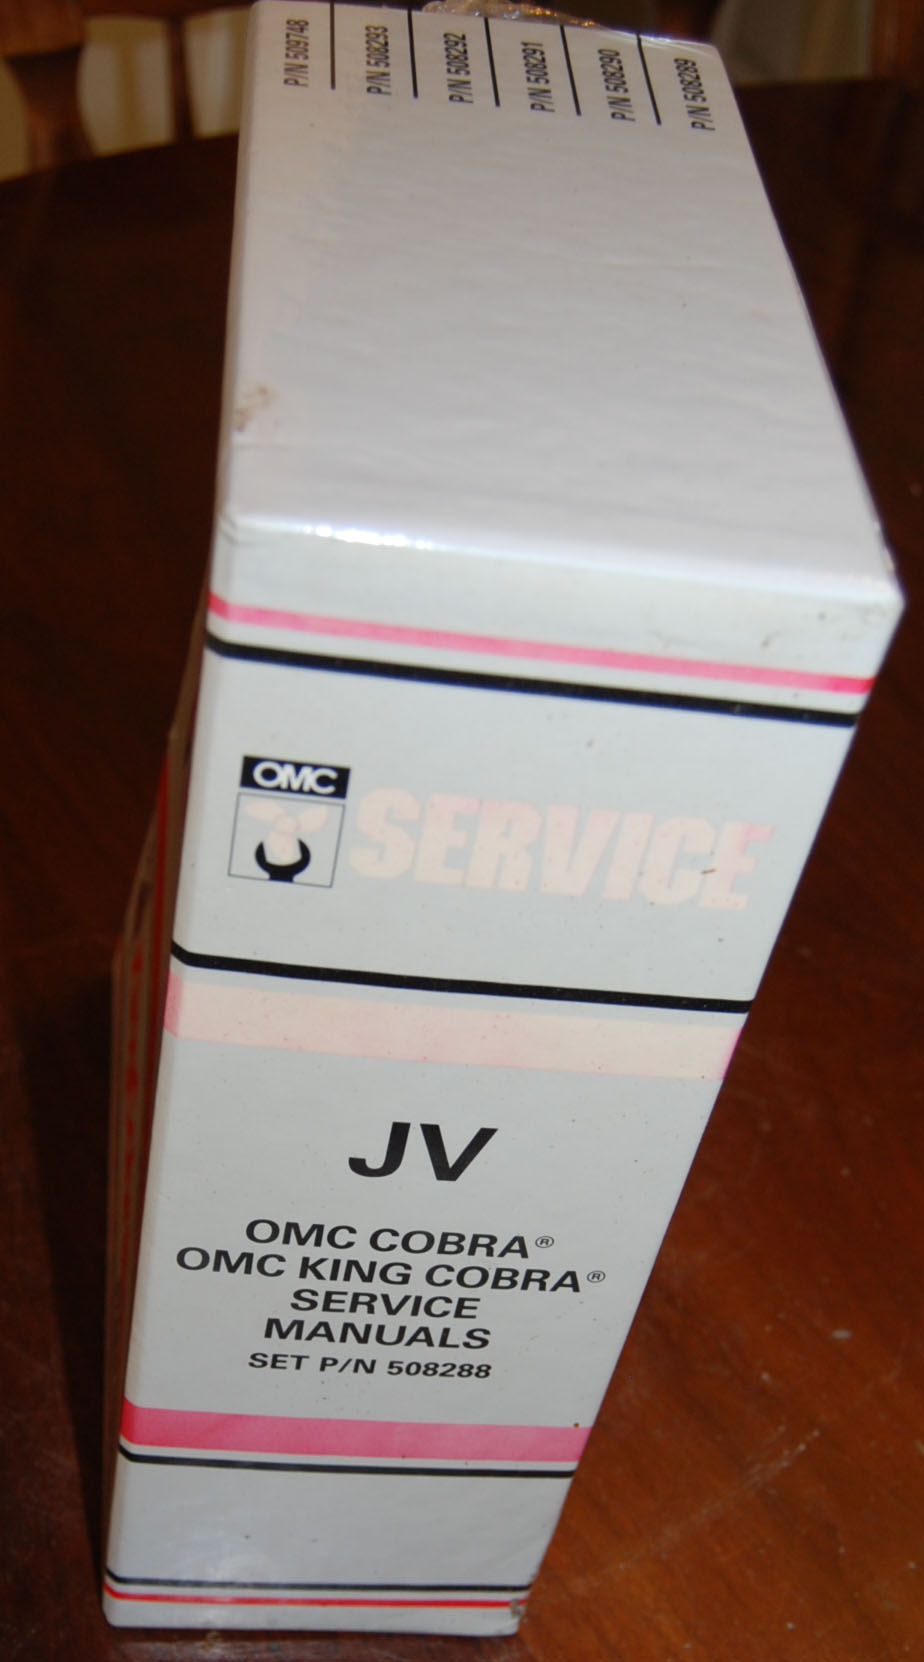 P/N 509748
P/N 508293
P/N 508292
P/N 508291
P/N 508290
P/N 508289
OMC
SERVICE
JV
OMC COBRA®
OMC KING COBRA®
SERVICE
MANUALS
SET P/N 508288